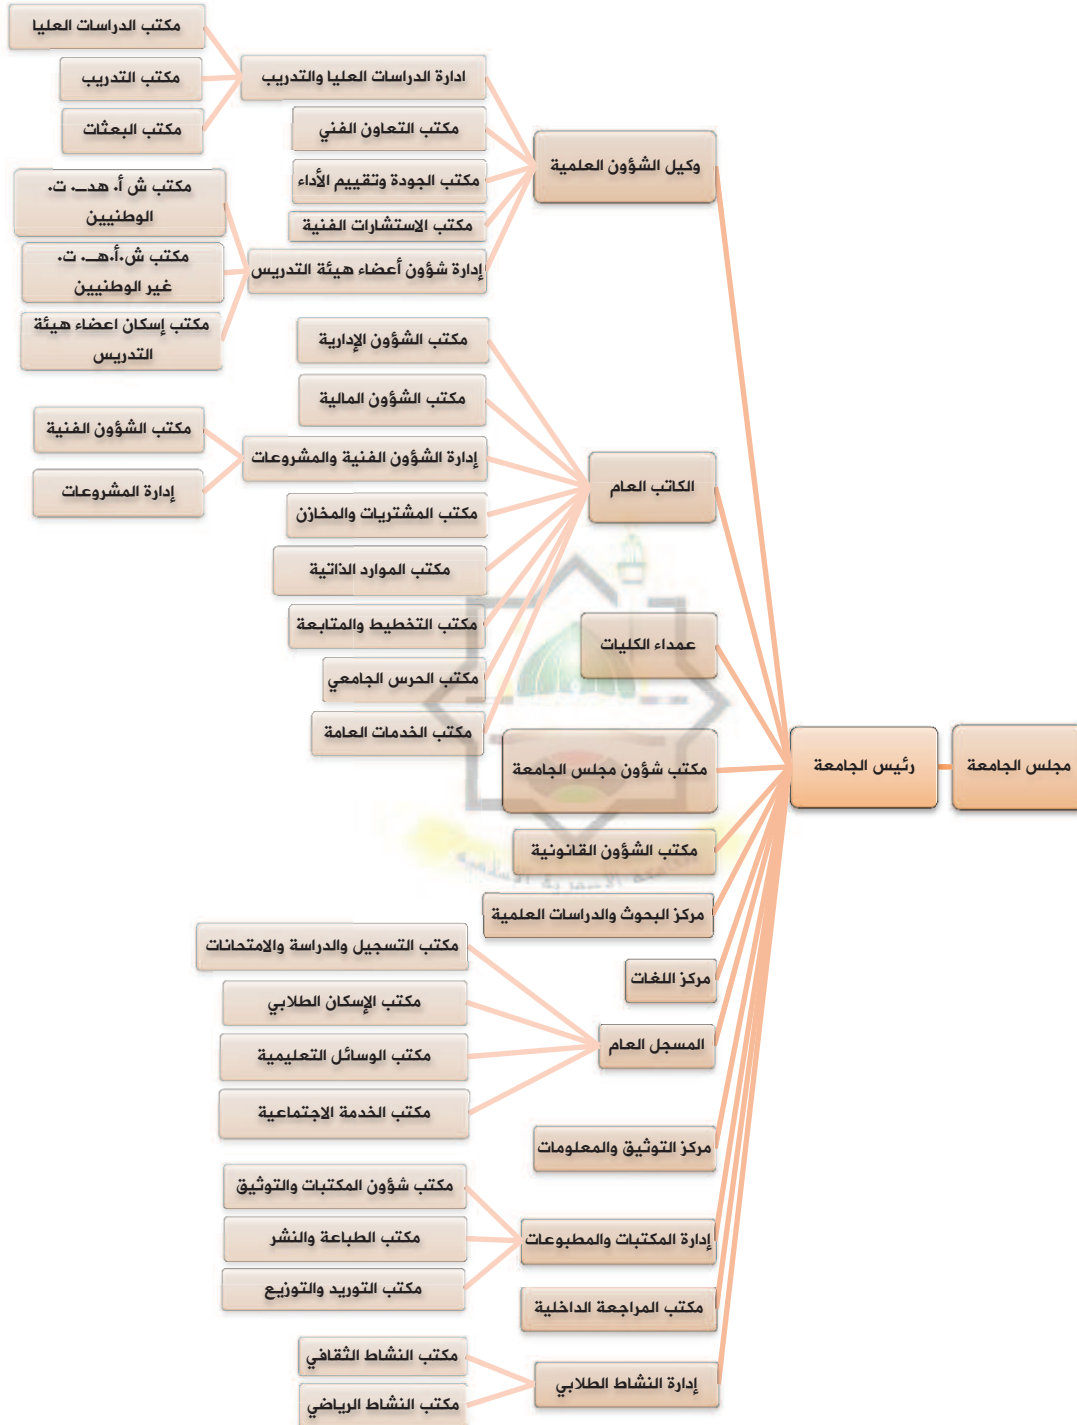 مجلس الجامعة
رئيس الجامعة
وكيل الشؤون العلمية
ادارة الدراسات العليا والتدريب
مكتب الدراسات العليا
مكتب التدريب
مكتب البعثات
مكتب التعاون الفني
مكتب الجودة وتقييم الأداء
مكتب الاستشارات الفنية
إدارة شؤون أعضاء هيئة التدريس
مكتب ش أ. هـ. ت.
الوطنيين
مكتب ش.أ.هـ. ت.
غير الوطنيين
مكتب إسكان اعضاء هيئة
التدريس
الكاتب العام
مكتب الشؤون الإدارية
مكتب الشؤون المالية
إدارة الشؤون الفنية والمشروعات
مكتب الشؤون الفنية
إدارة المشروعات
مكتب المشتريات والمخازن
مكتب الموارد الذاتية
مكتب التخطيط والمتابعة
مكتب الحرس الجامعي
مكتب الخدمات العامة
عمداء الكليات
مكتب شؤون مجلس الجامعة
مكتب الشؤون القانونية
مركز البحوث والدراسات العلمية
مركز اللغات
المسجل العام
مكتب التسجيل والدراسة والامتحانات
مكتب الإسكان الطلابي
مكتب الوسائل التعليمية
مكتب الخدمة الاجتماعية
مركز التوثيق والمعلومات
إدارة المكتبات والمطبوعات
مكتب شؤون المكتبات والتوثيق
مكتب الطباعة والنشر
مكتب التوريد والتوزيع
مكتب المراجعة الداخلية
إدارة النشاط الطلابي
مكتب النشاط الثقافي
مكتب النشاط الرياضي